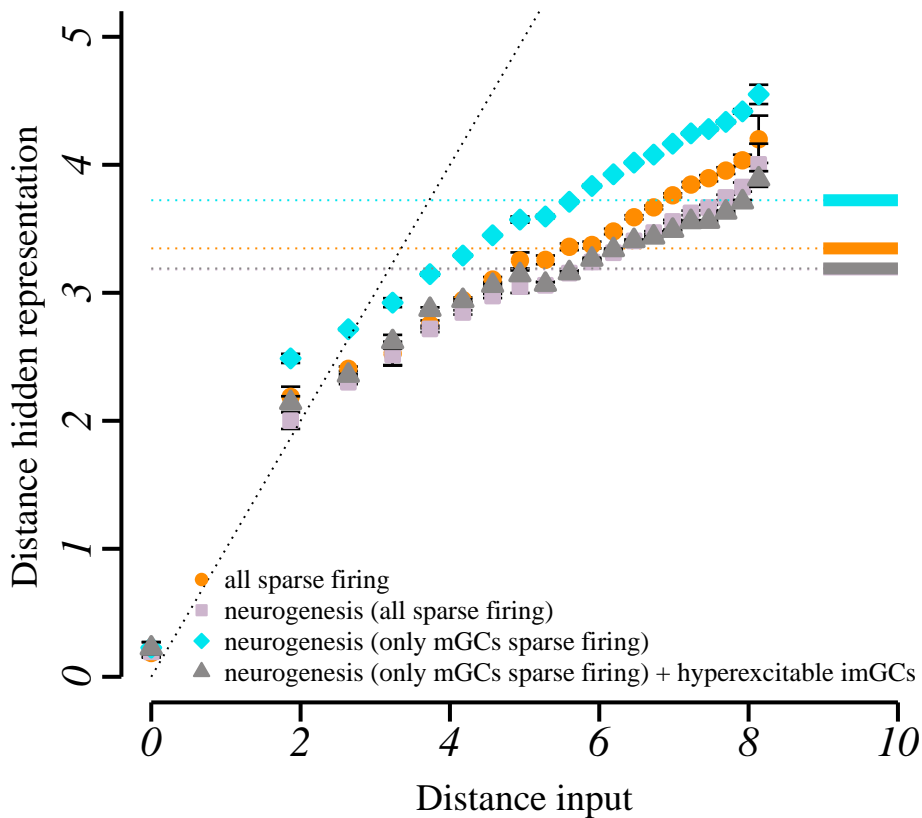 5
4
3
2
1
0
Distance hidden representation
all sparse firing
neurogenesis (all sparse firing)
neurogenesis (only mGCs sparse firing)
neurogenesis (only mGCs sparse firing) + hyperexcitable imGCs
0 2 4 6 8 10
Distance input